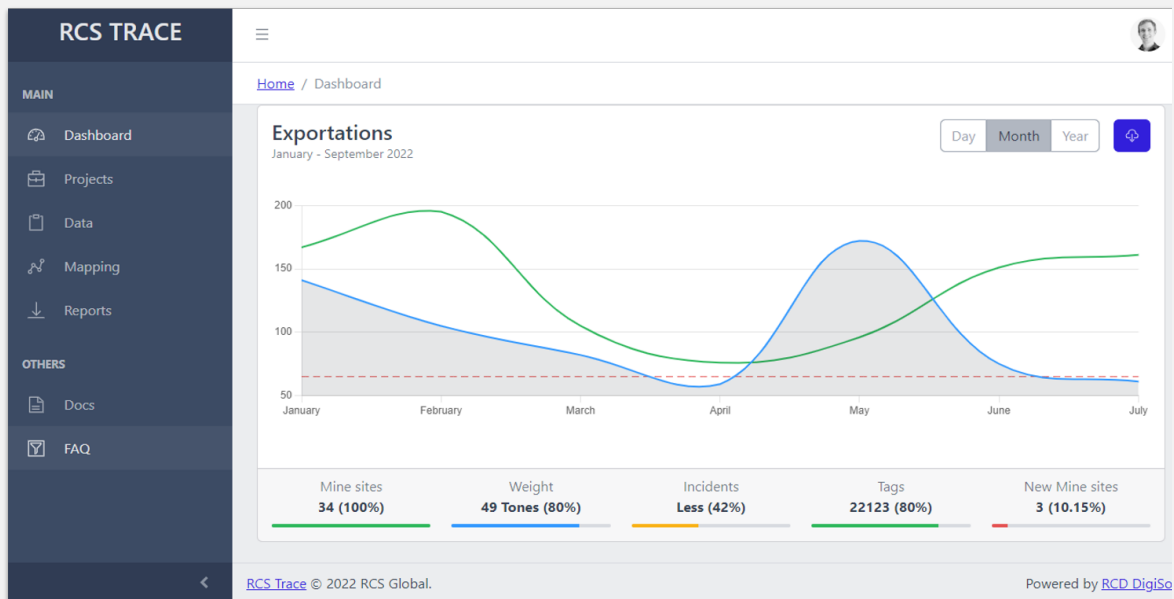 RCS TRACE
MAIN
Dashboard
Projects
Data
Mapping
Reports
OTHERS
Docs
FAQ
Home / Dashboard
Exportations
January - September 2022
Day Month Year
200
150
100
50
January February March April May June July
Mine sites Weight Incidents Tags New Mine sites
34 (100%) 49 Tones (80%) Less (42%) 22123 (80%) 3 (10.15%)
RCS Trace © 2022 RCS Global. Powered by RCD DigiSo